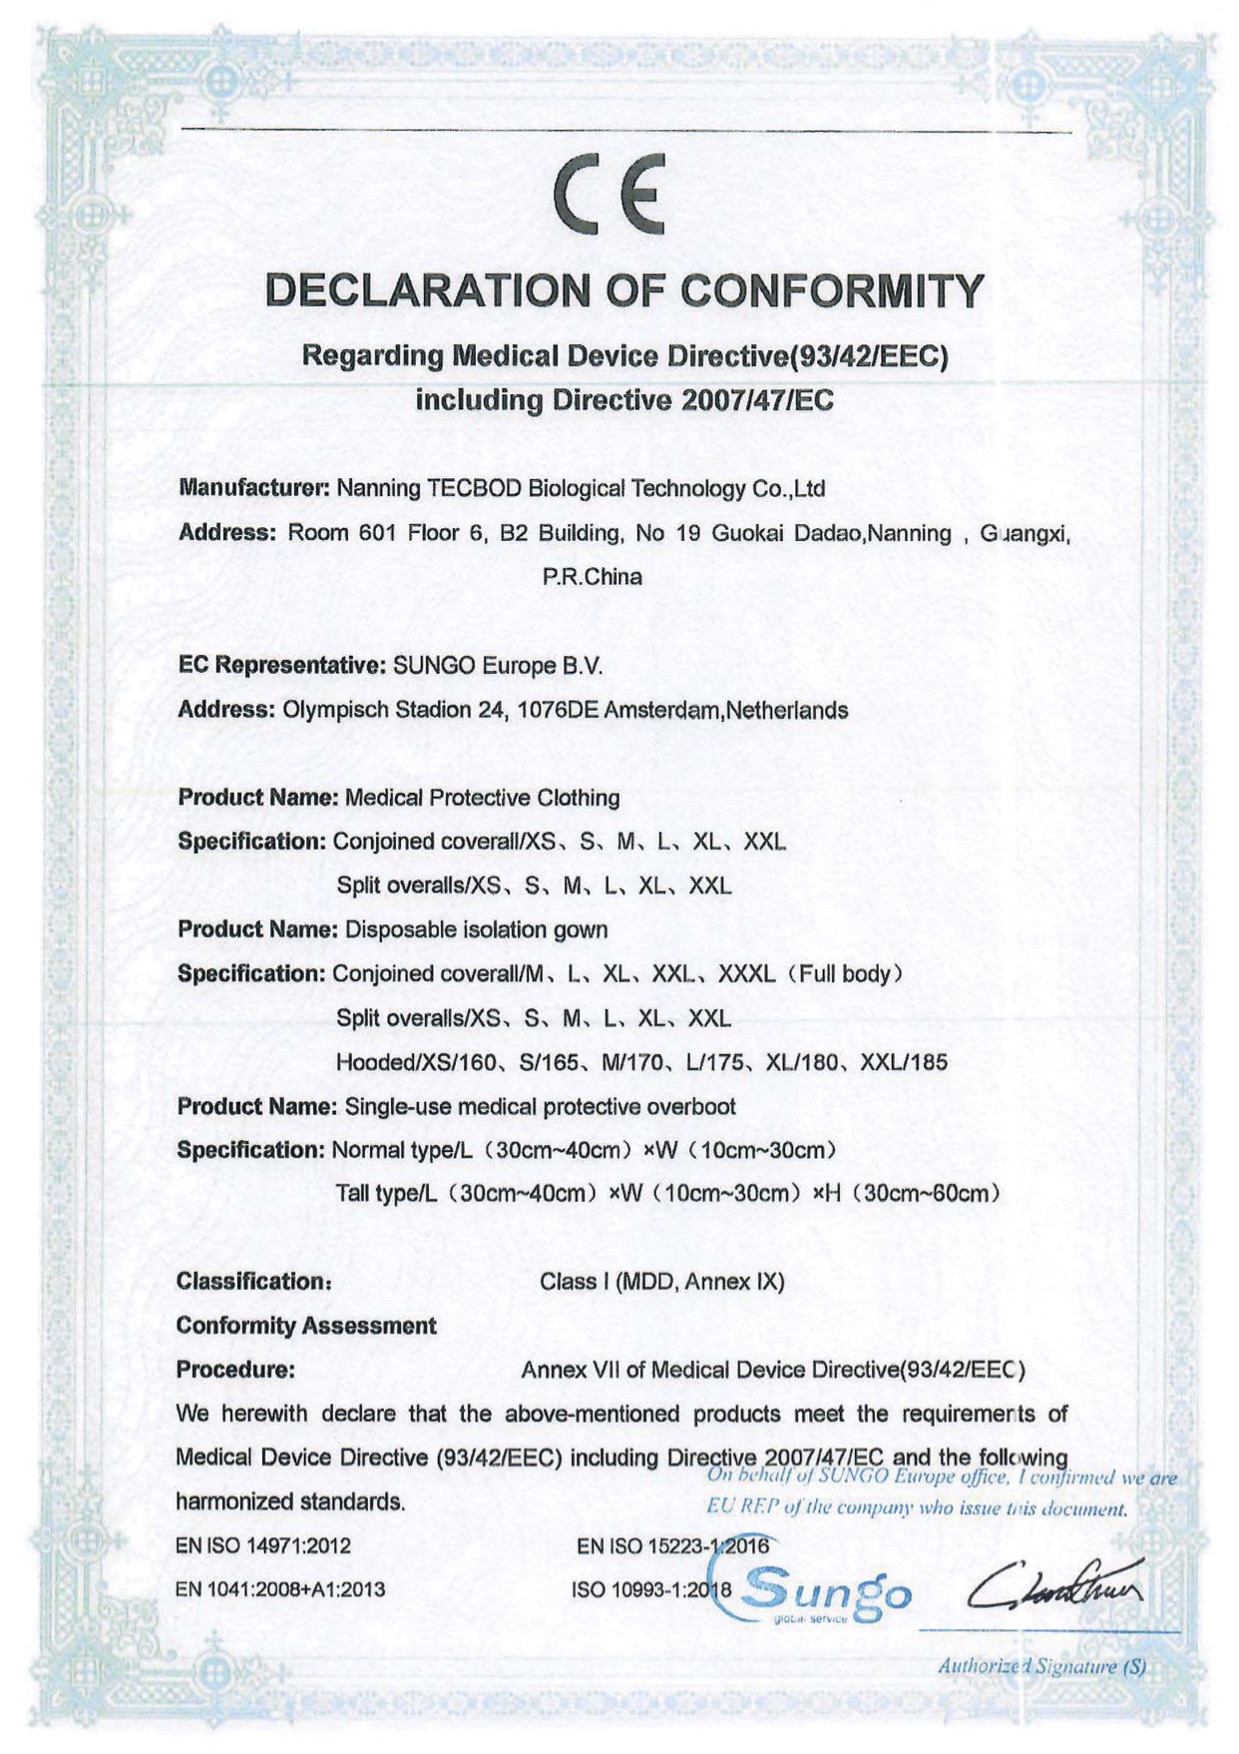 CE
DECLARATION OF CONFORMITY
Regarding Medical Device Directive(93/42/EEC)
including Directive 2007/47/EC
Manufacturer: Nanning TECBOD Biological Technology Co.,Ltd
Address: Room 601 Floor 6, B2 Building, No 19 Guokai Dadao,Nanning , Guangxi,
P.R.China
EC Representative: SUNGO Europe B.V.
Address: Olympisch Stadion 24, 1076DE Amsterdam,Netherlands
Product Name: Medical Protective Clothing
Specification: Conjoined coverall/XS、S、M、L、XL、XXL
Split overalls/XS、S、M、L、XL、XXL
Product Name: Disposable isolation gown
Specification: Conjoined coverall/M、L、XL、XXL、XXXL（Full body）
Split overalls/XS、S、M、L、XL、XXL
Hooded/XS/160、S/165、M/170、L/175、XL/180、XXL/185
Product Name: Single-use medical protective overboot
Specification: Normal type/L（30cm~40cm）×W（10cm~30cm）
Tall type/L（30cm~40cm）×W（10cm~30cm）×H（30cm~60cm）
Classification: Class I (MDD, Annex IX)
Conformity Assessment
Procedure: Annex VII of Medical Device Directive(93/42/EEC)
We herewith declare that the above-mentioned products meet the requirements of
Medical Device Directive (93/42/EEC) including Directive 2007/47/EC and the following
harmonized standards.
On behalf of SUNGO Europe office, I confirmed we are
EU REP of the company who issue this document.
EN ISO 14971:2012 EN ISO 15223-1:2016
EN 1041:2008+A1:2013 ISO 10993-1:2018
Sungo
global service
Authorized Signature (S)